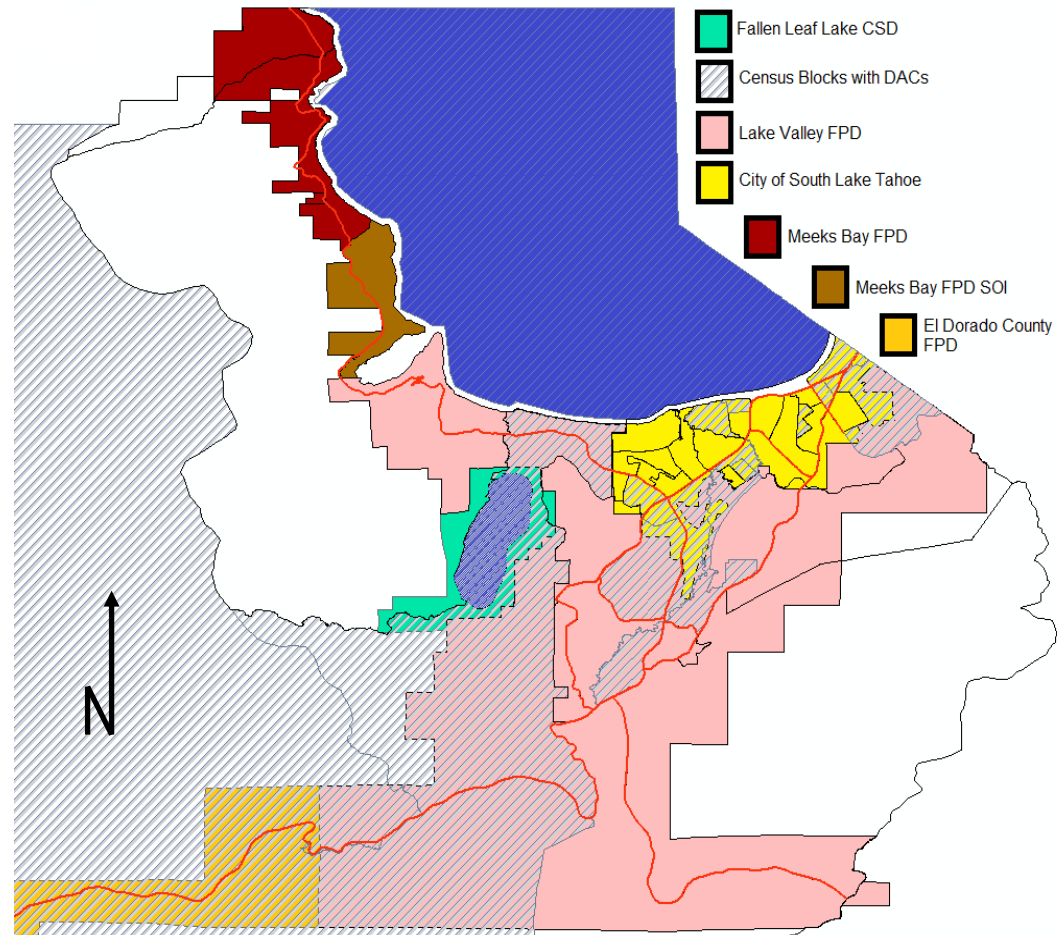 Fallen Leaf Lake CSD
Census Blocks with DACs
Lake Valley FPD
City of South Lake Tahoe
Meeks Bay FPD
Meeks Bay FPD SOI
El Dorado County
FPD
N